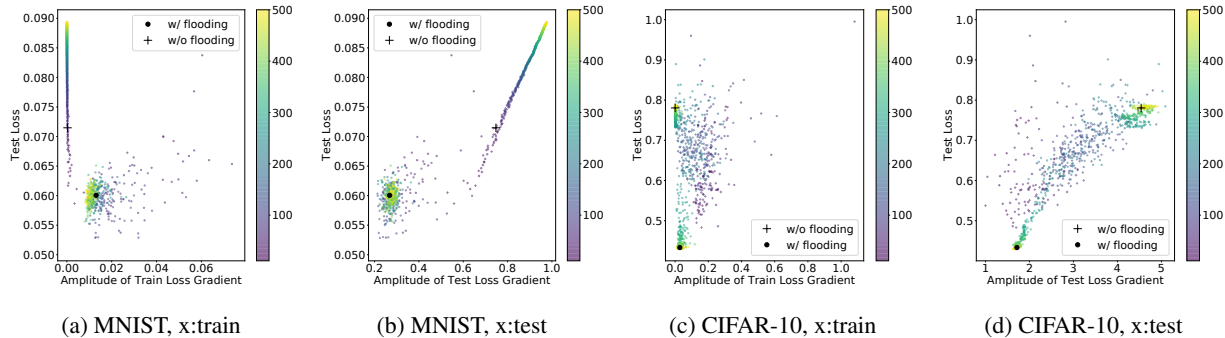 0.090
0.085
0.080
0.075
0.070
0.065
0.060
0.055
0.050
Test Loss
0.00 0.02 0.04 0.06
Amplitude of Train Loss Gradient
w/ flooding
w/o flooding
500
400
300
200
100
(a) MNIST, x:train
0.090
0.085
0.080
0.075
0.070
0.065
0.060
0.055
0.050
Test Loss
0.2 0.4 0.6 0.8 1.0
Amplitude of Test Loss Gradient
w/ flooding
w/o flooding
500
400
300
200
100
(b) MNIST, x:test
1.0
0.9
0.8
0.7
0.6
0.5
Test Loss
0.0 0.2 0.4 0.6 0.8 1.0
Amplitude of Train Loss Gradient
w/o flooding
w/ flooding
500
400
300
200
100
(c) CIFAR-10, x:train
1.0
0.9
0.8
0.7
0.6
0.5
Test Loss
1 2 3 4 5
Amplitude of Test Loss Gradient
w/o flooding
w/ flooding
500
400
300
200
100
(d) CIFAR-10, x:test